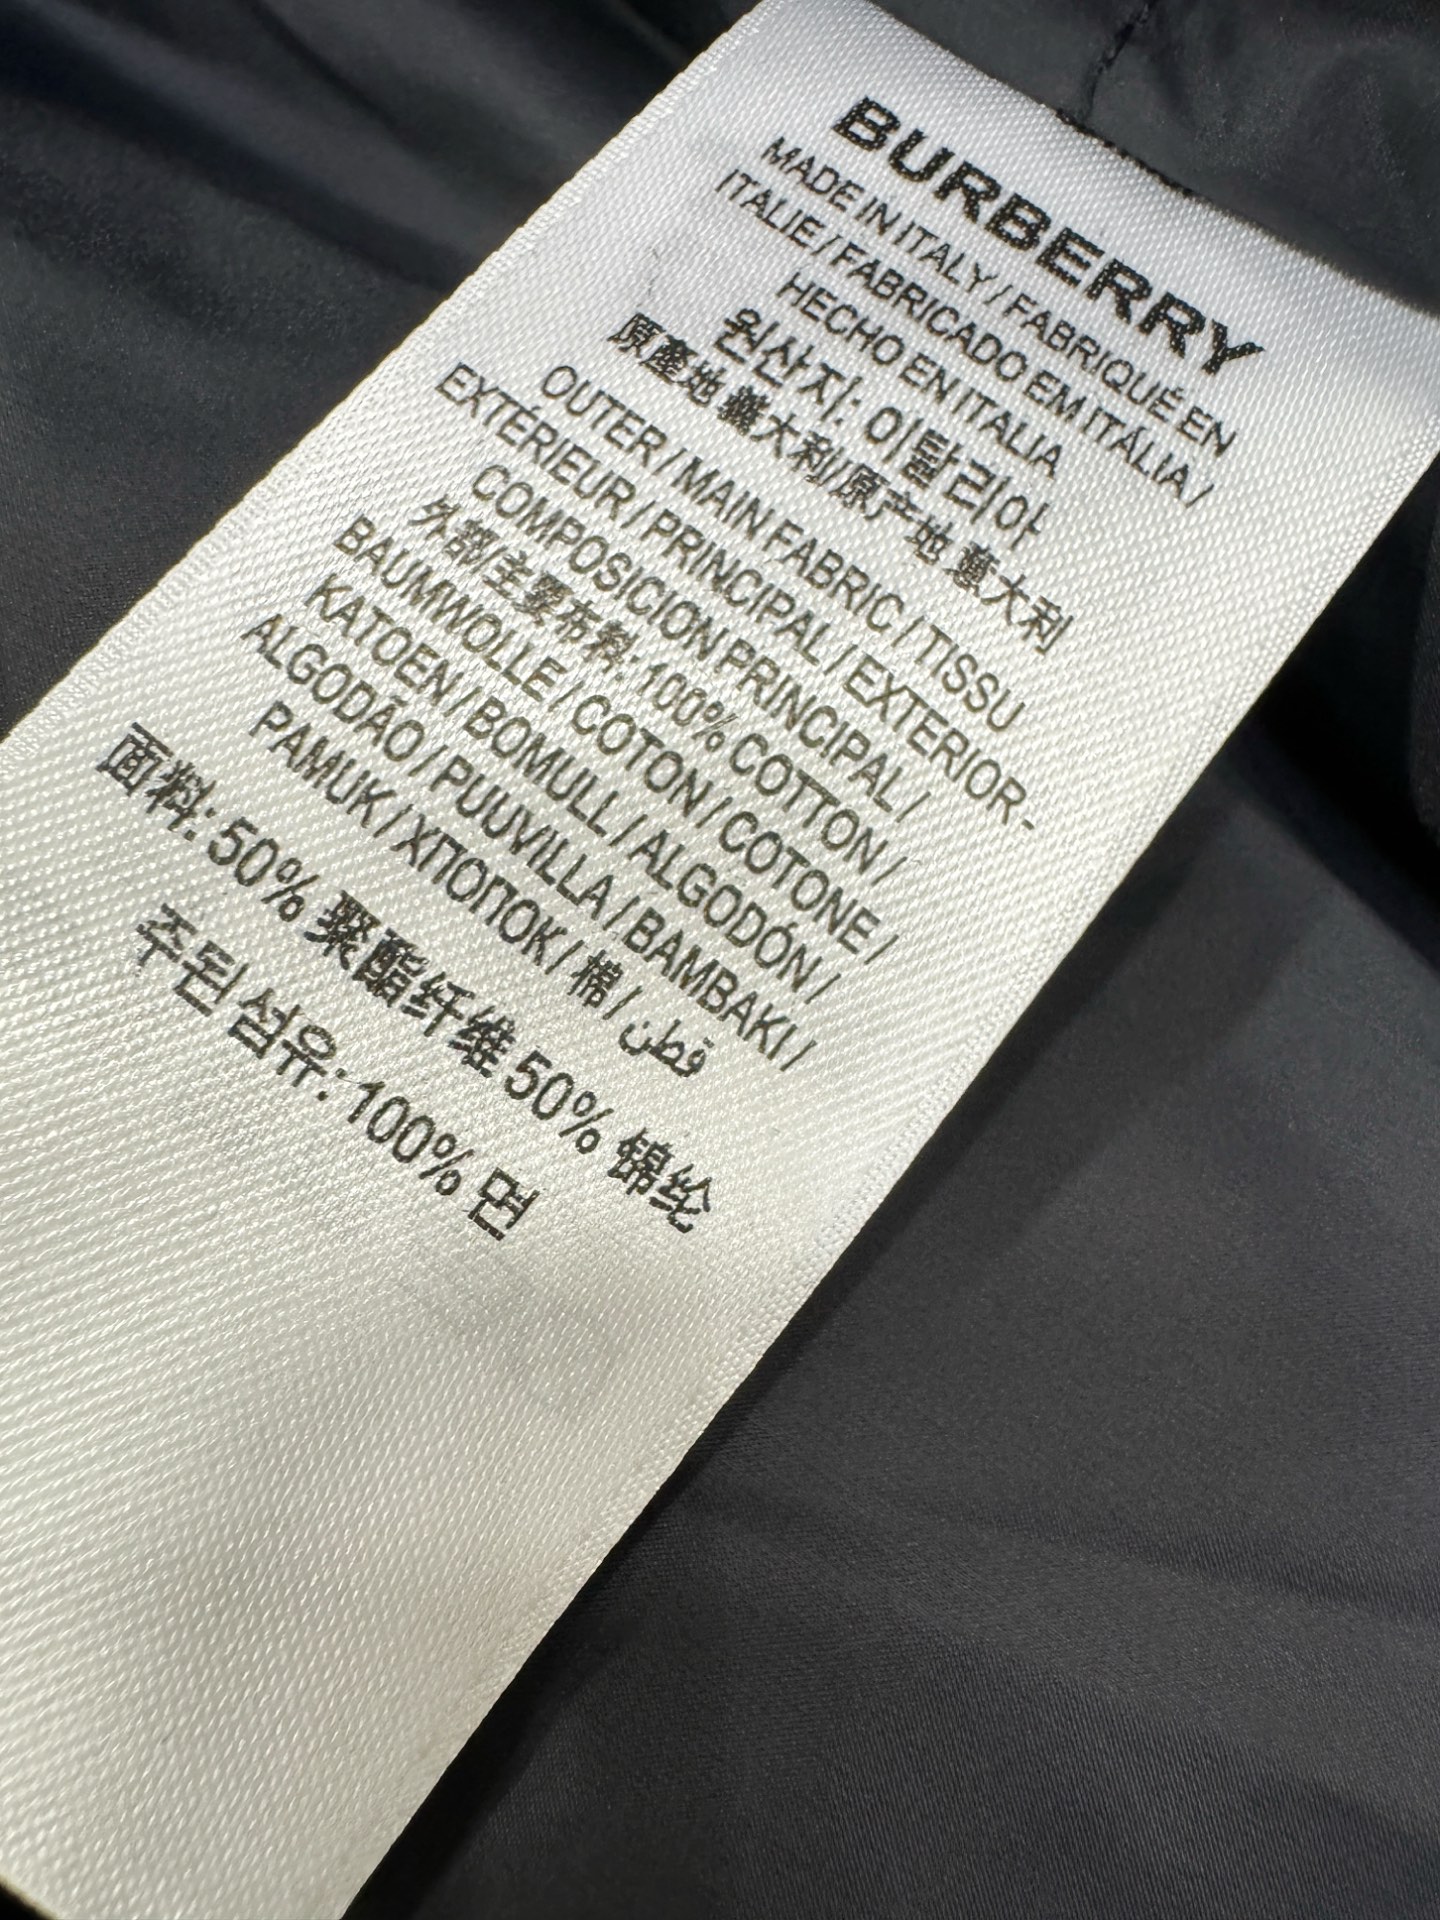 BURBERRY
MADE IN ITALY / FABRIQUÉ EN
ITALIE / FABRICADO EM ITÁLIA /
HECHO EN ITALIA
원산지: 이탈리아
原產地 義大利/原产地 意大利
OUTER / MAIN FABRIC / TISSU
EXTÉRIEUR / PRINCIPAL / EXTERIOR -
COMPOSICION PRINCIPAL /
外部/主要布料: 100% COTTON /
BAUMWOLLE / COTON / COTONE /
KATOEN / BOMULL / ALGODÓN /
ALGODÃO / PUUVILLA / BAMBAKI /
PAMUK / ХПОПОК / 棉 / قطن
面料: 50% 聚酯纤维 50% 锦纶
주된 섬유: 100% 면